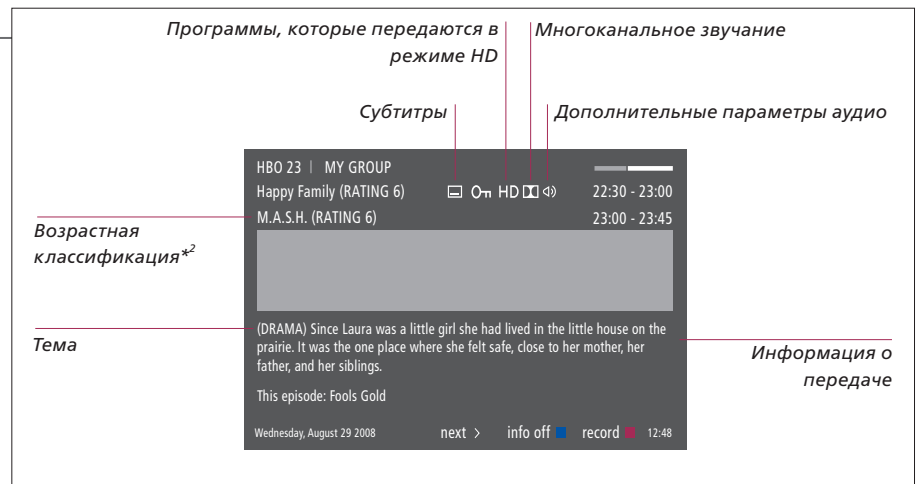 Программы, которые передаются в
режиме HD
Многоканальное звучание
Субтитры
Дополнительные параметры аудио
HBO 23 | MY GROUP
Happy Family (RATING 6) HD 22:30 - 23:00
M.A.S.H. (RATING 6) 23:00 - 23:45
Возрастная
классификация*2
(DRAMA) Since Laura was a little girl she had lived in the little house on the
prairie. It was the one place where she felt safe, close to her mother, her
father, and her siblings.
This episode: Fools Gold
Тема
Информация о
передаче
Wednesday, August 29 2008 next > info off record 12:48